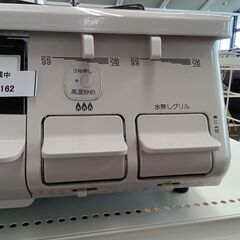 弱 強
弱 強
3秒押し
高温炒め
水無しグリル
中
162